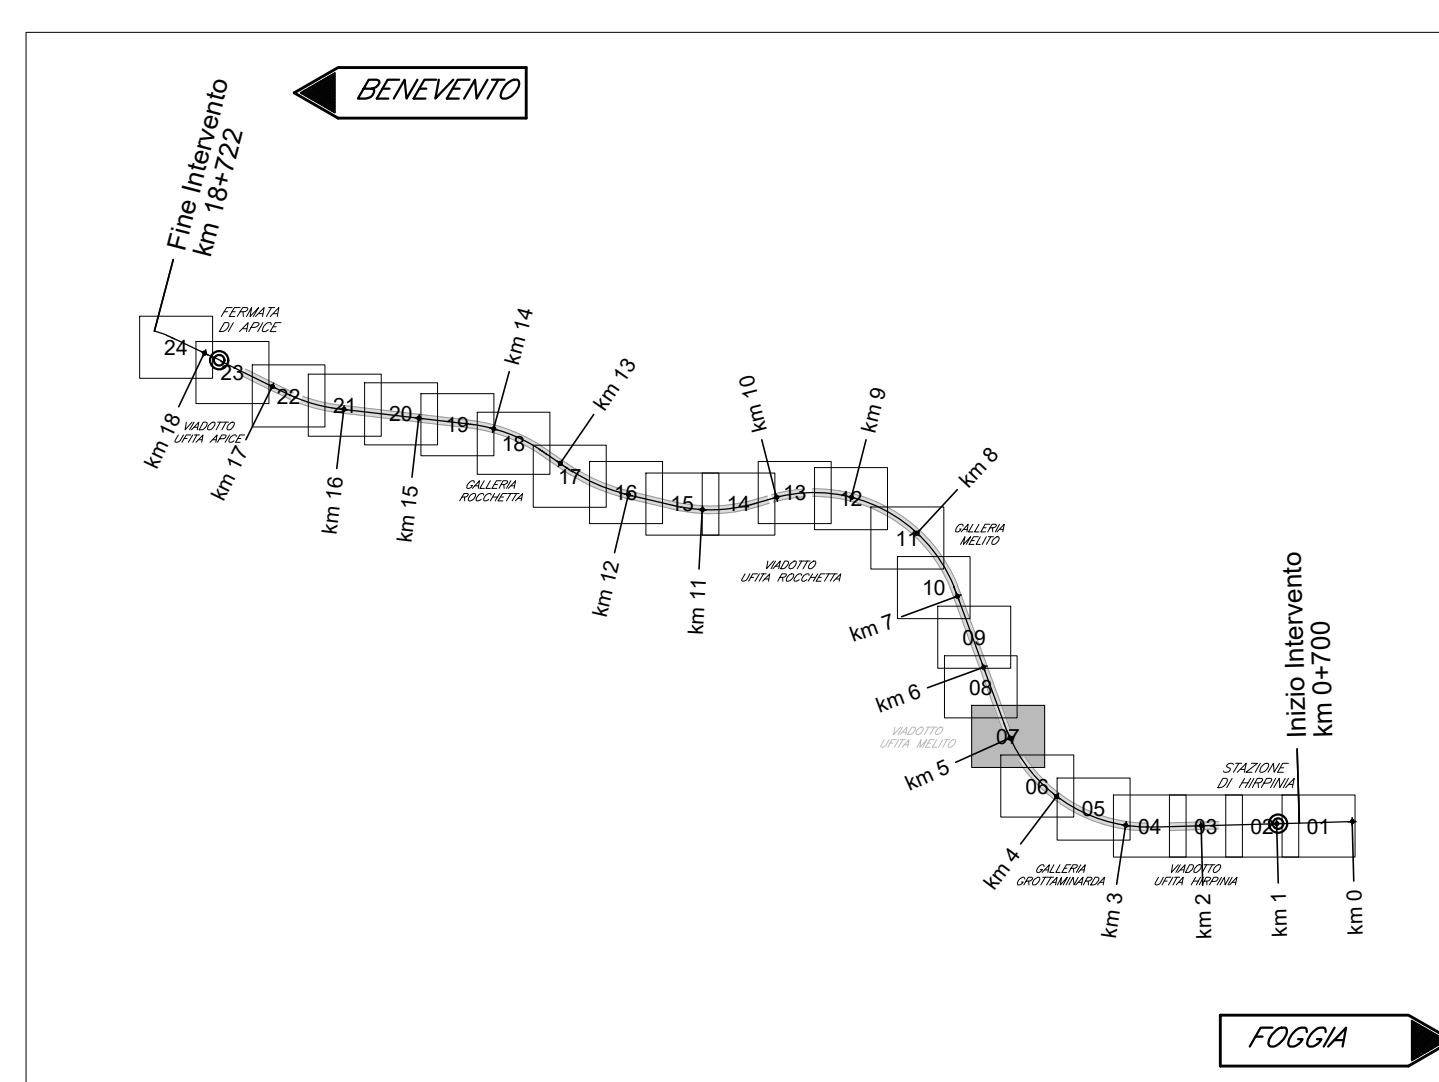 BENEVENTO
Fine Intervento
km 18+722
FERMATA
DI APICE
24
23
22
21
20
19
18
17
16
15
14
13
12
11
10
09
08
07
06
05
04
03
02
01
km 18
VIADOTTO
UFITA APICE
km 17
km 16
km 15
km 14
GALLERIA
ROCCHETTA
km 13
km 12
km 11
VIADOTTO
UFITA ROCCHETTA
km 10
km 9
km 8
GALLERIA
MELITO
km 7
km 6
VIADOTTO
UFITA MELITO
km 5
km 4
GALLERIA
GROTTAMINARDA
km 3
VIADOTTO
UFITA HIRPINIA
km 2
STAZIONE
DI HIRPINIA
km 1
Inizio Intervento
km 0+700
km 0
FOGGIA